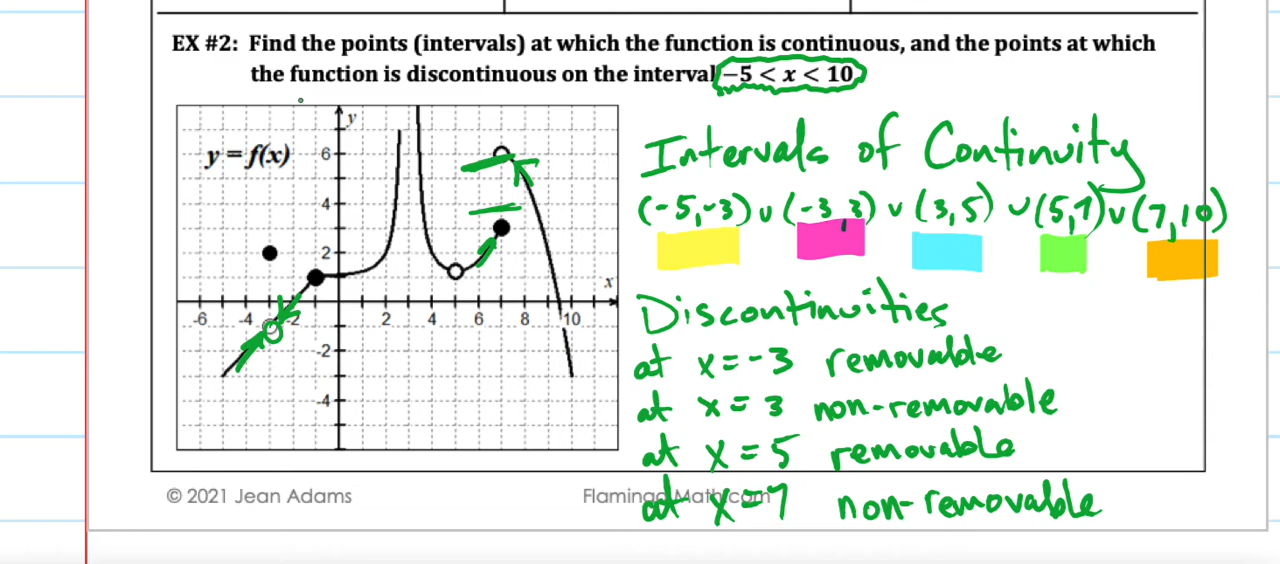 EX #2: Find the points (intervals) at which the function is continuous, and the points at which
the function is discontinuous on the interval −5 < x < 10.
y
y = f(x)
6
4
2
x
-6 -4 -2 2 4 6 8 10
-2
-4
Intervals of Continuity
(-5,-3) ∪ (-3,3) ∪ (3,5) ∪ (5,7) ∪ (7,10)
Discontinuities
at x = -3 removable
at x = 3 non-removable
at x = 5 removable
at x = 7 non-removable
© 2021 Jean Adams
FlamingoMath.com